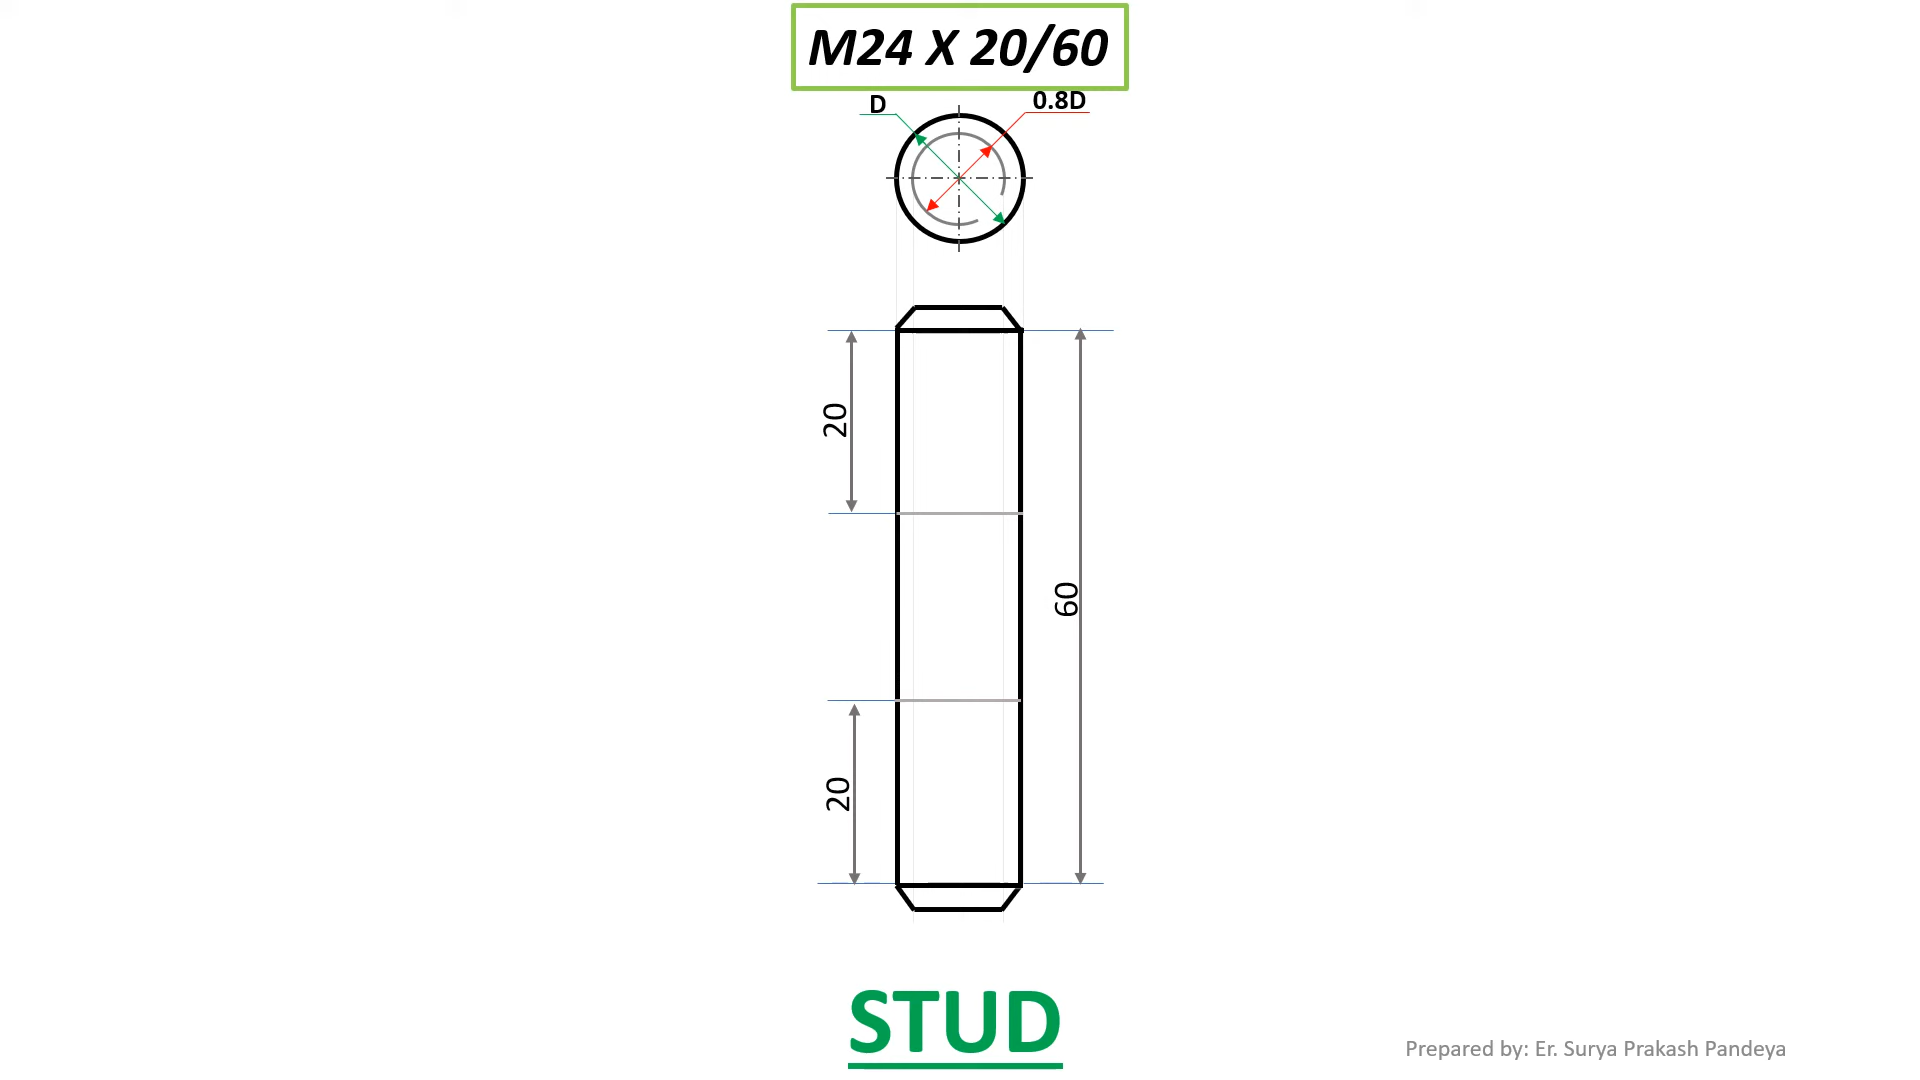 M24 X 20/60
D
0.8D
20
60
20
STUD
Prepared by: Er. Surya Prakash Pandeya